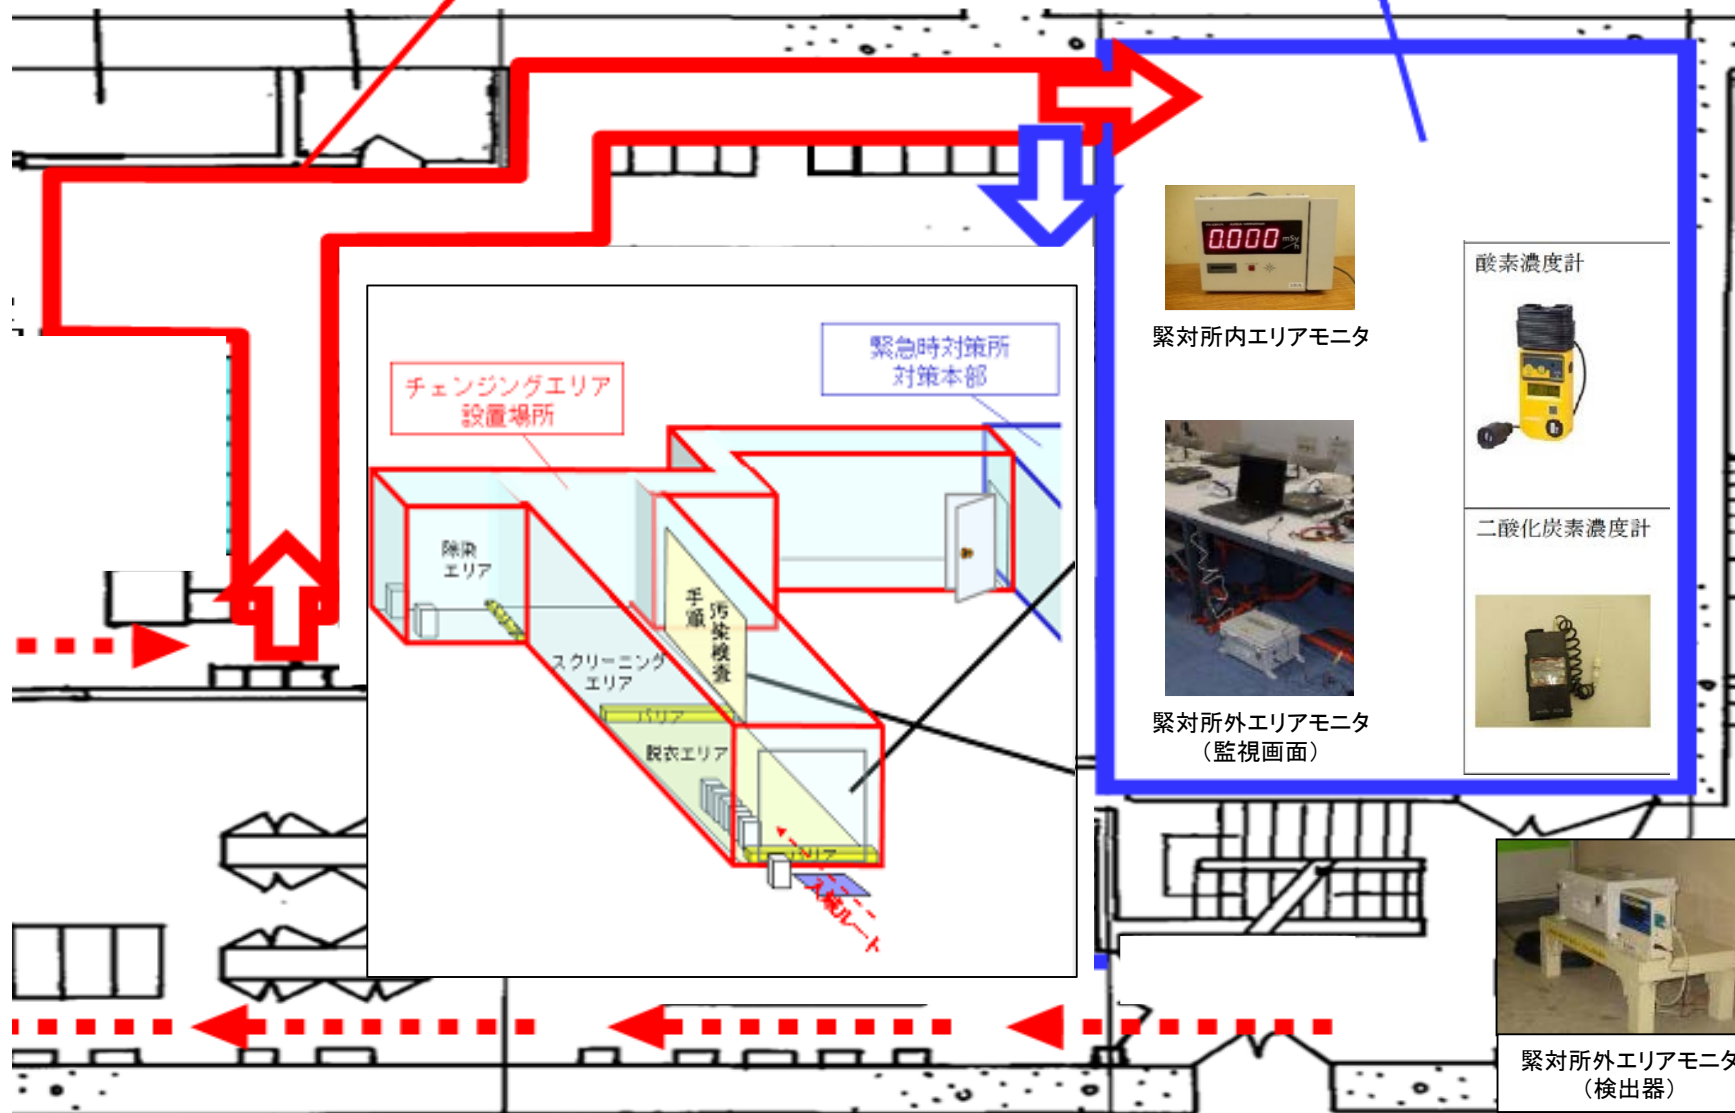 緊急時対策所
対策本部
チェンジングエリア
設置場所
除染
エリア
手順
汚染検査
スクリーニング
エリア
バリア
脱衣エリア
バリア
入域ルート
0.000 mSv/h
緊対所内エリアモニタ
緊対所外エリアモニタ
（監視画面）
酸素濃度計
二酸化炭素濃度計
緊対所外エリアモニタ
（検出器）